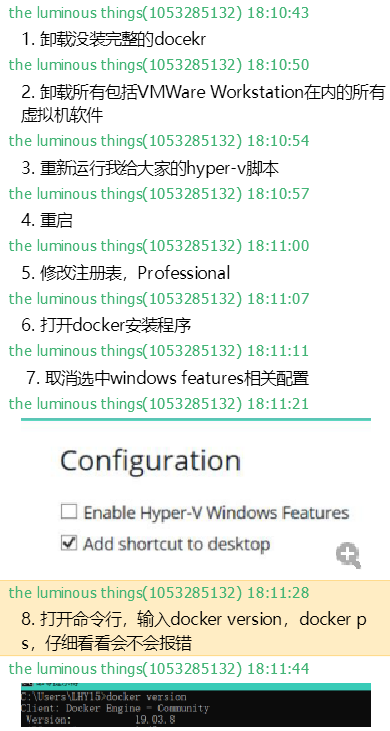 the luminous things(1053285132) 18:10:43
1. 卸载没装完整的docekr
the luminous things(1053285132) 18:10:50
2. 卸载所有包括VMWare Workstation在内的所有
虚拟机软件
the luminous things(1053285132) 18:10:54
3. 重新运行我给大家的hyper-v脚本
the luminous things(1053285132) 18:10:57
4. 重启
the luminous things(1053285132) 18:11:00
5. 修改注册表，Professional
the luminous things(1053285132) 18:11:07
6. 打开docker安装程序
the luminous things(1053285132) 18:11:11
7. 取消选中windows features相关配置
the luminous things(1053285132) 18:11:21
Configuration
Enable Hyper-V Windows Features
Add shortcut to desktop
the luminous things(1053285132) 18:11:28
8. 打开命令行，输入docker version，docker p
s，仔细看看会不会报错
the luminous things(1053285132) 18:11:44
C:\Users\LHY15>docker version
Client: Docker Engine - Community
Version: 19.03.8